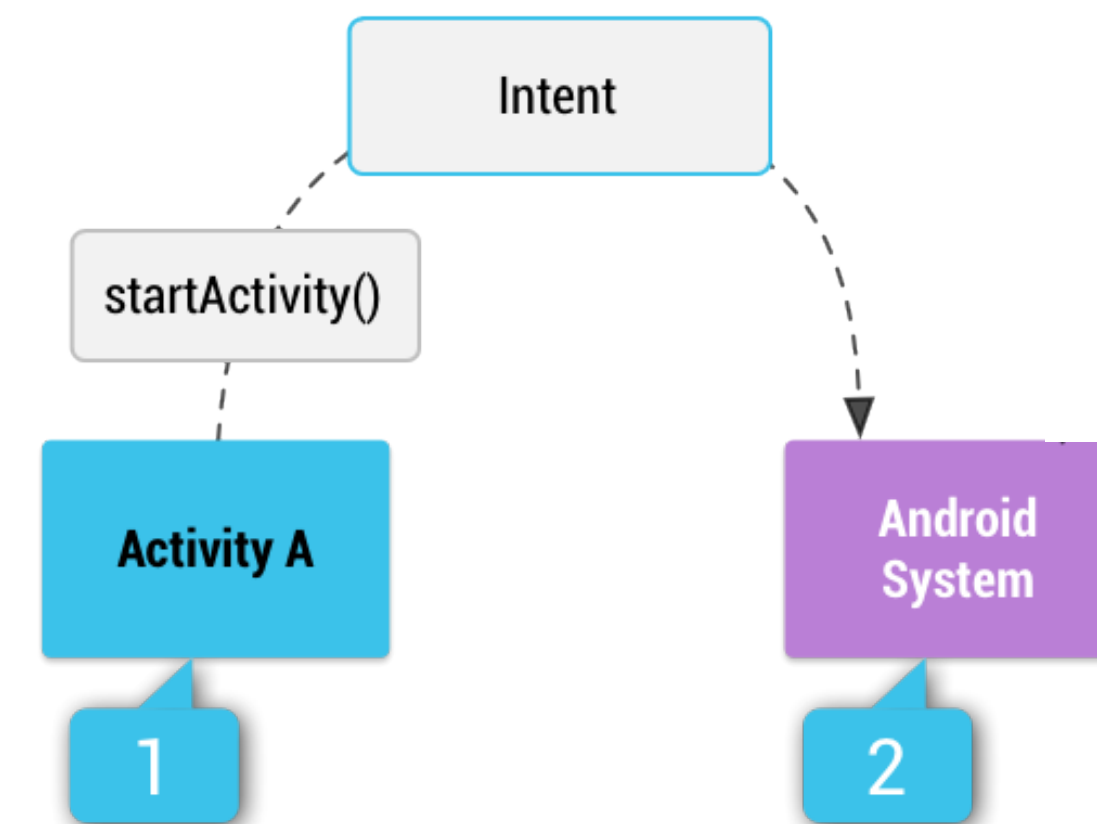 Intent
startActivity()
Activity A
Android
System
1
2